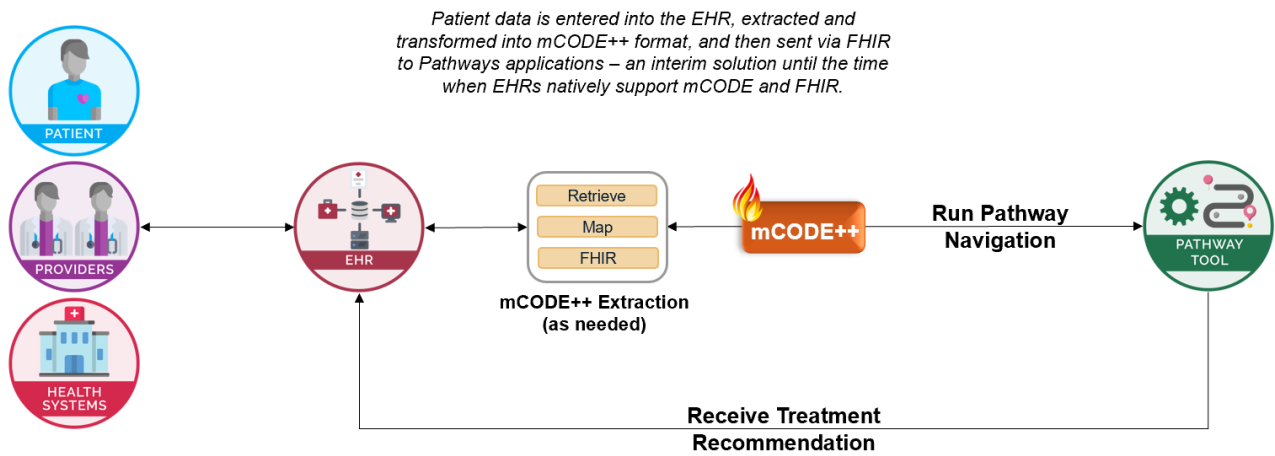 Patient data is entered into the EHR, extracted and
transformed into mCODE++ format, and then sent via FHIR
to Pathways applications – an interim solution until the time
when EHRs natively support mCODE and FHIR.
PATIENT
PROVIDERS
HEALTH
SYSTEMS
EHR
Retrieve
Map
FHIR
mCODE++ Extraction
(as needed)
mCODE++
Run Pathway
Navigation
PATHWAY
TOOL
Receive Treatment
Recommendation